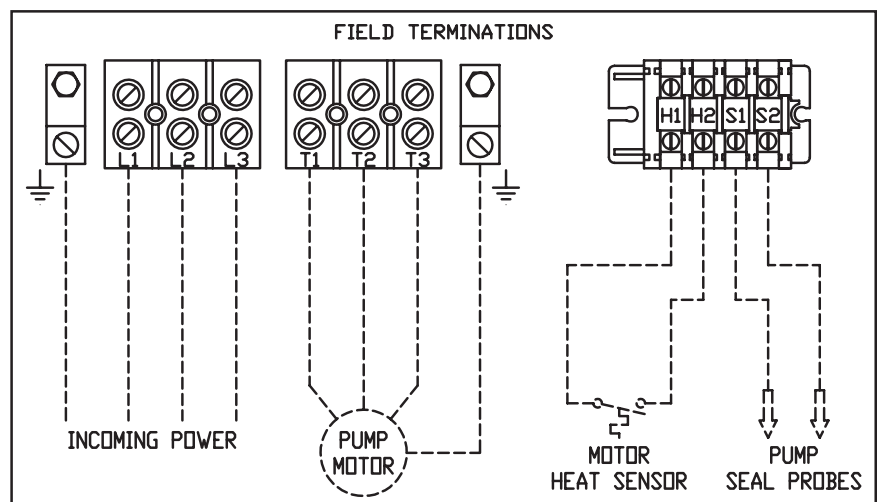 FIELD TERMINATIONS
L1 L2 L3 T1 T2 T3
H1 H2 S1 S2
INCOMING POWER
PUMP
MOTOR
MOTOR
HEAT SENSOR
PUMP
SEAL PROBES